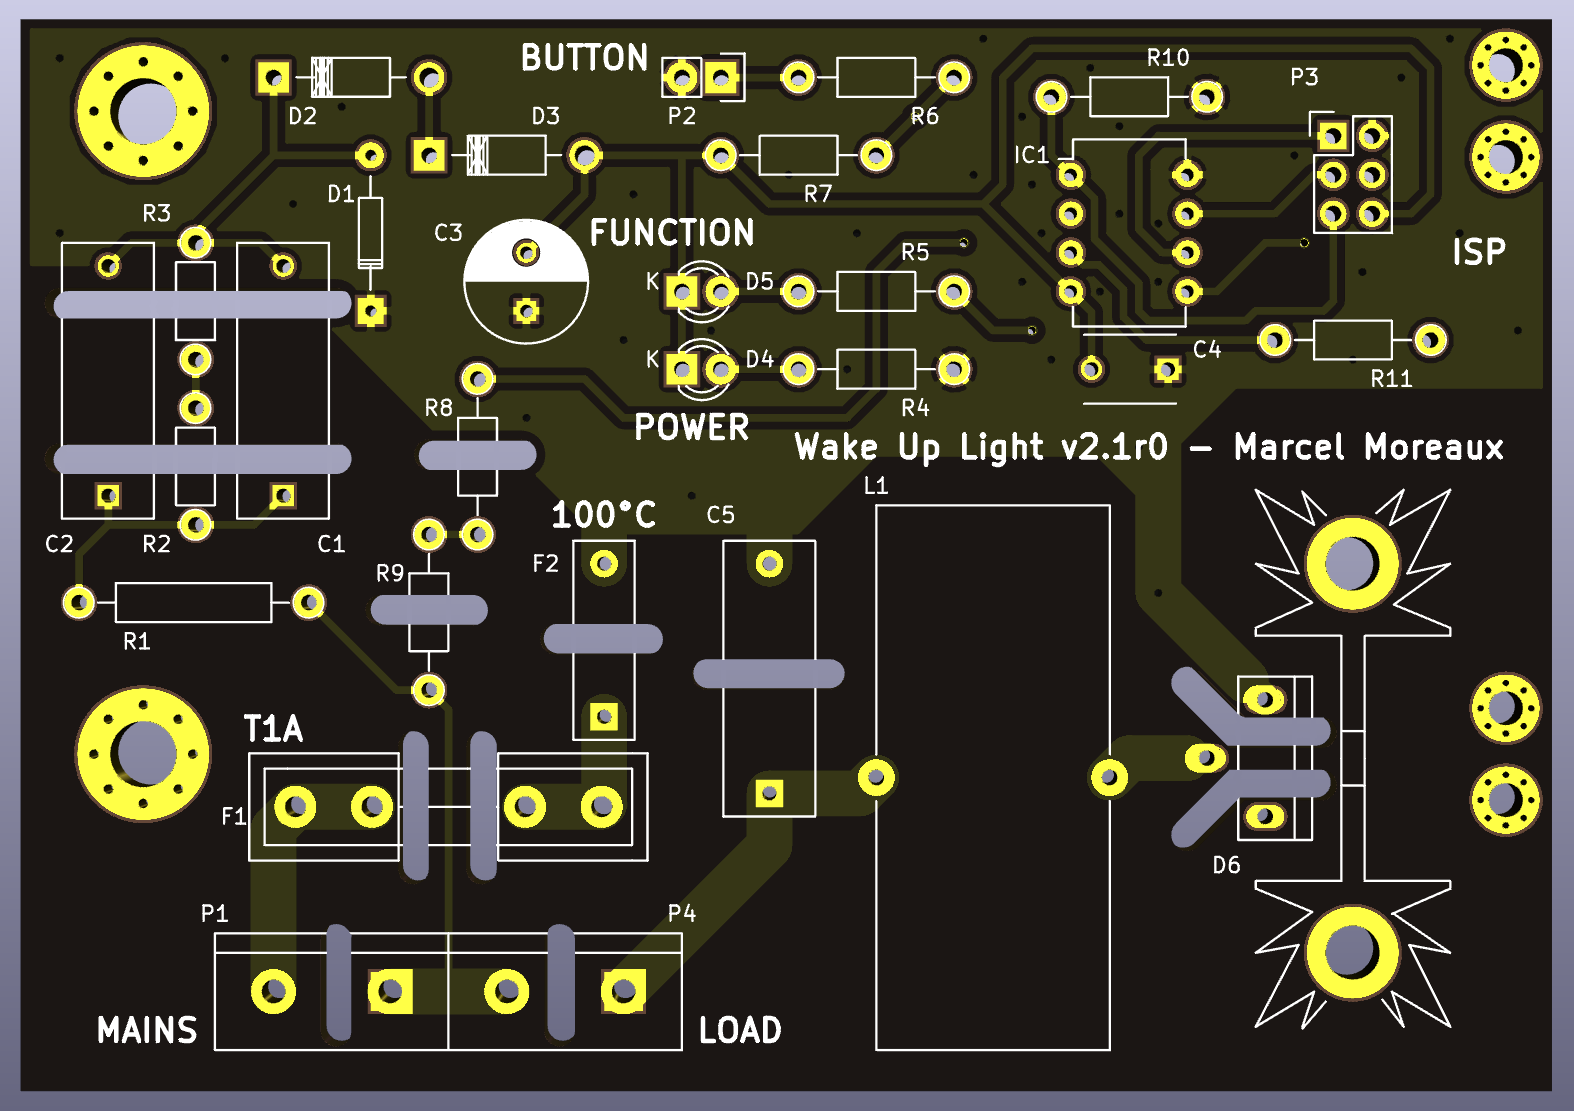 BUTTON
R10
P3
D2
D3
P2
R6
IC1
D1
R7
R3
C3
FUNCTION
R5
ISP
K
D5
K
D4
C4
R8
R4
R11
POWER
Wake Up Light v2.1r0 - Marcel Moreaux
L1
100°C
C5
C2
R2
C1
F2
R9
R1
T1A
F1
D6
P1
P4
MAINS
LOAD